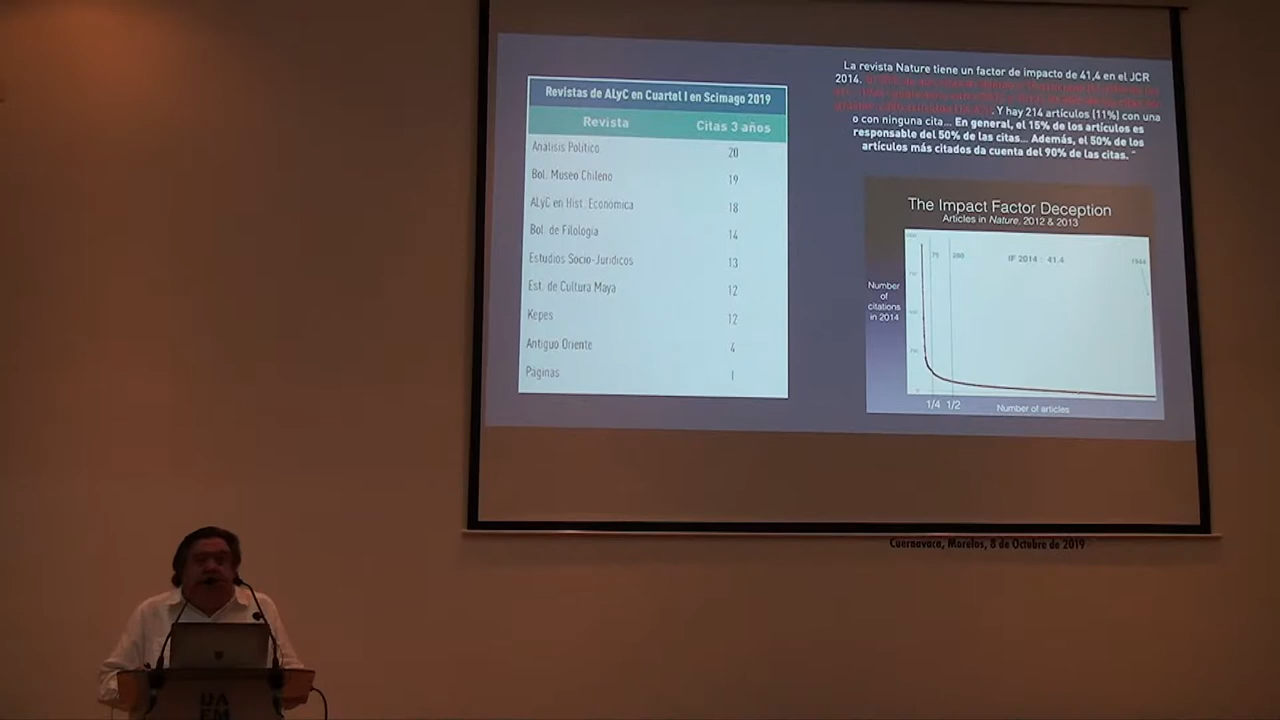 Revistas de ALyC en Cuartel I en Scimago 2019
Revista Citas 3 años
Análisis Político 20
Bol. Museo Chileno 19
ALyC en Hist. Económica 18
Bol. de Filología 14
Estudios Socio-Jurídicos 13
Est. de Cultura Maya 12
Kepes 12
Antiguo Oriente 4
Páginas 1
La revista Nature tiene un factor de impacto de 41,4 en el JCR
2014.
Y hay 214 artículos (11%) con una
o con ninguna cita... En general, el 15% de los artículos es
responsable del 50% de las citas... Además, el 50% de los
artículos más citados da cuenta del 90% de las citas.
The Impact Factor Deception
Articles in Nature, 2012 & 2013
75 280 IF 2014 : 41.4
Number
of
citations
in 2014
1/4 1/2 Number of articles
Cuernavaca, Morelos, 8 de Octubre de 2019
UA
EM